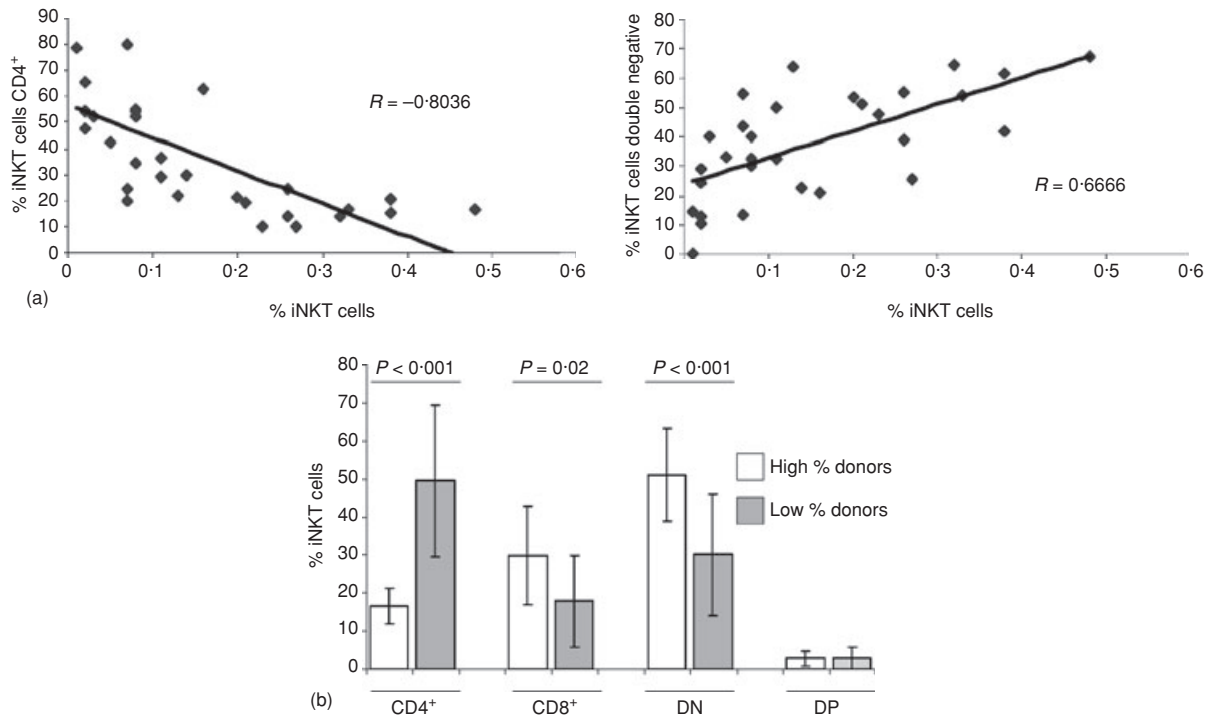 % iNKT cells CD4⁺
90
80
70
60
50
40
30
20
10
0
R = –0·8036
0 0·1 0·2 0·3 0·4 0·5 0·6
% iNKT cells
(a)
% iNKT cells double negative
80
70
60
50
40
30
20
10
0
R = 0·6666
0·1 0·2 0·3 0·4 0·5 0·6
% iNKT cells
% iNKT cells
80
70
60
50
40
30
20
10
0
P < 0·001 P = 0·02 P < 0·001
High % donors
Low % donors
CD4⁺ CD8⁺ DN DP
(b)